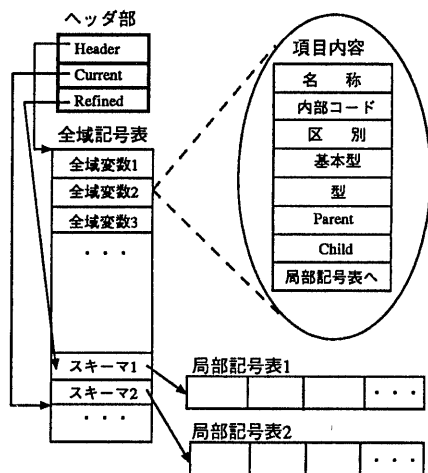 ヘッダ部
Header
Current
Refined
全域記号表
全域変数1
全域変数2
全域変数3
・・・
スキーマ1
スキーマ2
・・・
項目内容
名 称
内部コード
区 別
基本型
型
Parent
Child
局部記号表へ
局部記号表1
・・・
局部記号表2
・・・